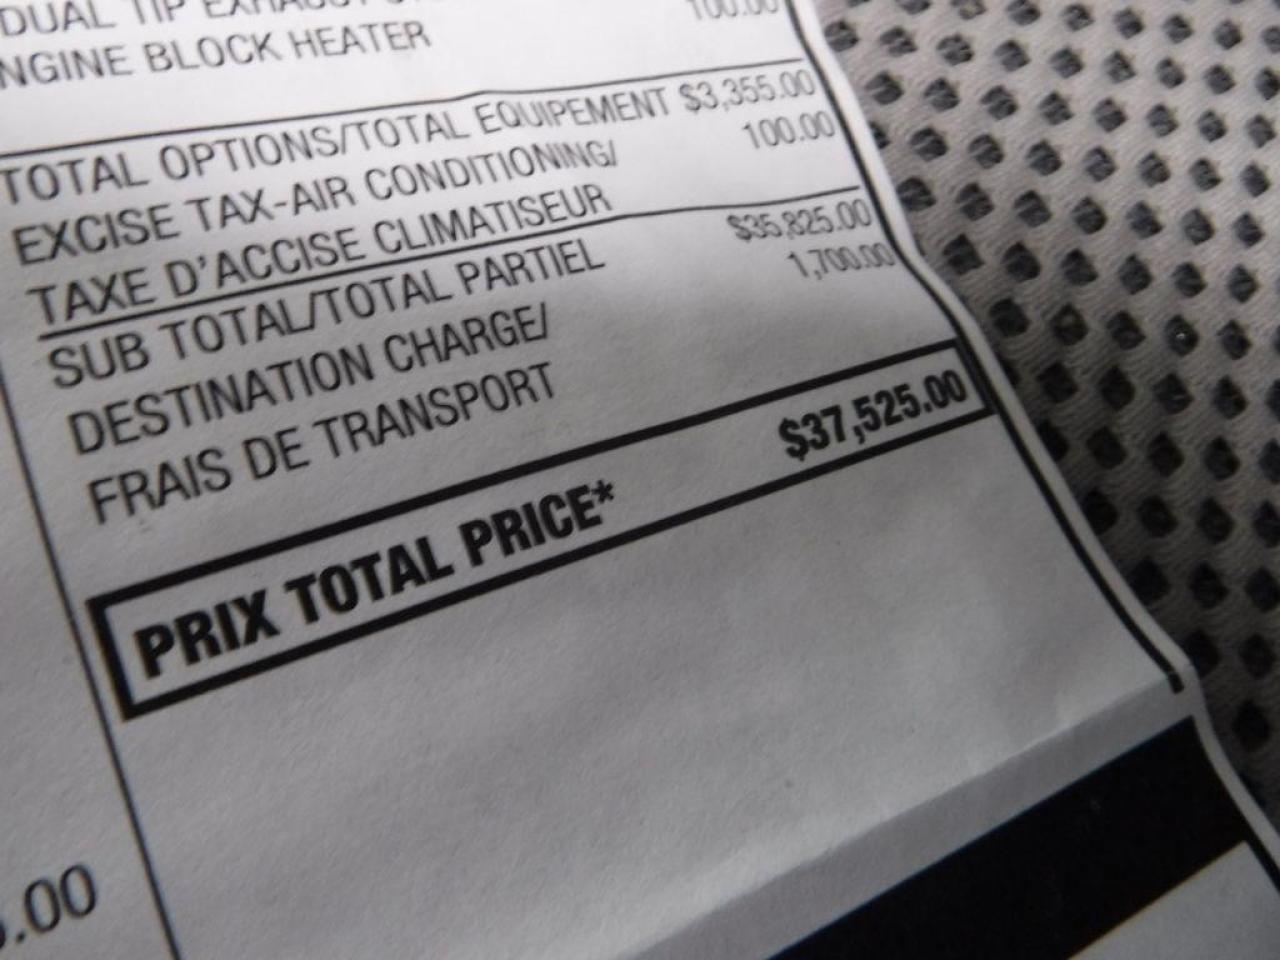 DUAL TIP EXHAUST
NGINE BLOCK HEATER 100.00
TOTAL OPTIONS/TOTAL EQUIPEMENT $3,355.00
EXCISE TAX-AIR CONDITIONING/ 100.00
TAXE D'ACCISE CLIMATISEUR
SUB TOTAL/TOTAL PARTIEL $35,825.00
DESTINATION CHARGE/ 1,700.00
FRAIS DE TRANSPORT
PRIX TOTAL PRICE* $37,525.00
.00